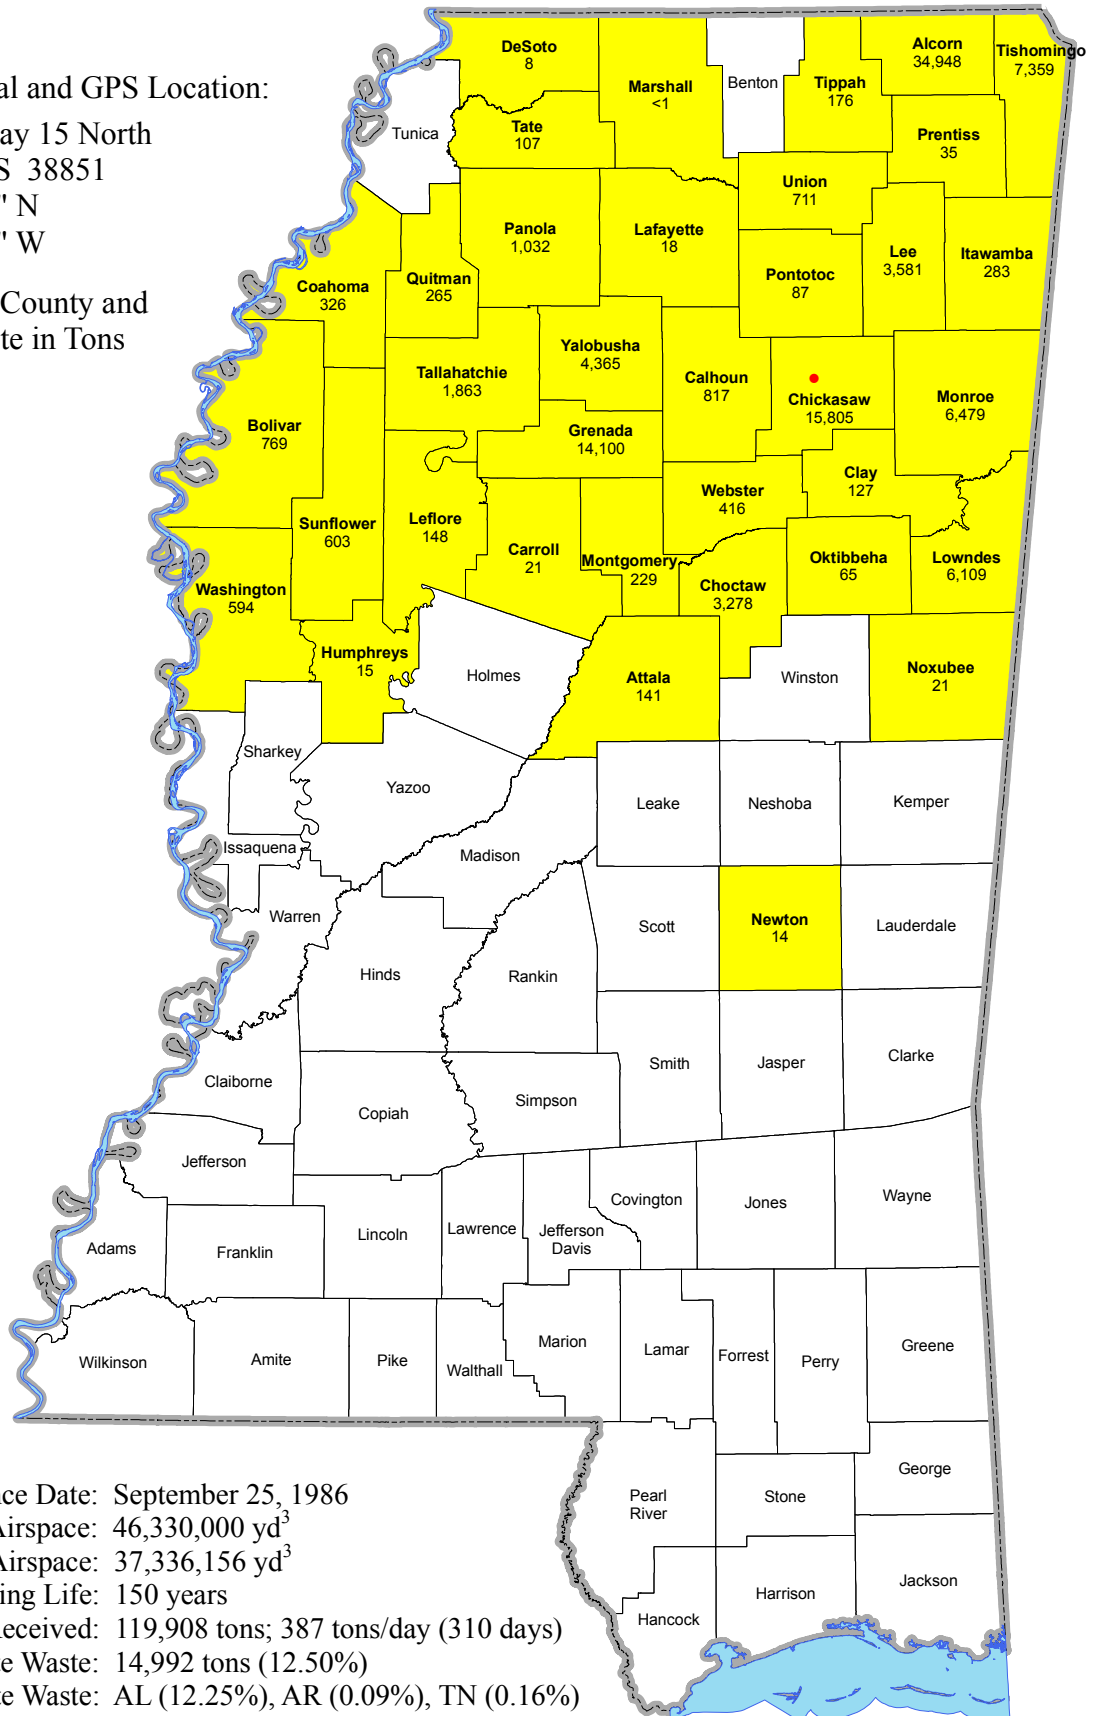 al and GPS Location:
ay 15 North
S 38851
" N
" W
County and
te in Tons
DeSoto
8
Marshall
<1
Benton
Tippah
176
Alcorn
34,948
Tishomingo
7,359
Tunica
Tate
107
Prentiss
35
Union
711
Panola
1,032
Lafayette
18
Lee
3,581
Itawamba
283
Coahoma
326
Quitman
265
Pontotoc
87
Tallahatchie
1,863
Yalobusha
4,365
Calhoun
817
Chickasaw
15,805
Monroe
6,479
Bolivar
769
Grenada
14,100
Clay
127
Webster
416
Sunflower
603
Leflore
148
Carroll
21
Montgomery
229
Oktibbeha
65
Lowndes
6,109
Washington
594
Choctaw
3,278
Humphreys
15
Holmes
Attala
141
Winston
Noxubee
21
Sharkey
Yazoo
Leake
Neshoba
Kemper
Issaquena
Madison
Warren
Scott
Newton
14
Lauderdale
Hinds
Rankin
Claiborne
Copiah
Simpson
Smith
Jasper
Clarke
Jefferson
Adams
Franklin
Lincoln
Lawrence
Jefferson
Davis
Covington
Jones
Wayne
Wilkinson
Amite
Pike
Walthall
Marion
Lamar
Forrest
Perry
Greene
Pearl
River
Stone
George
Hancock
Harrison
Jackson
ce Date: September 25, 1986
Airspace: 46,330,000 yd³
Airspace: 37,336,156 yd³
ing Life: 150 years
Received: 119,908 tons; 387 tons/day (310 days)
te Waste: 14,992 tons (12.50%)
te Waste: AL (12.25%), AR (0.09%), TN (0.16%)